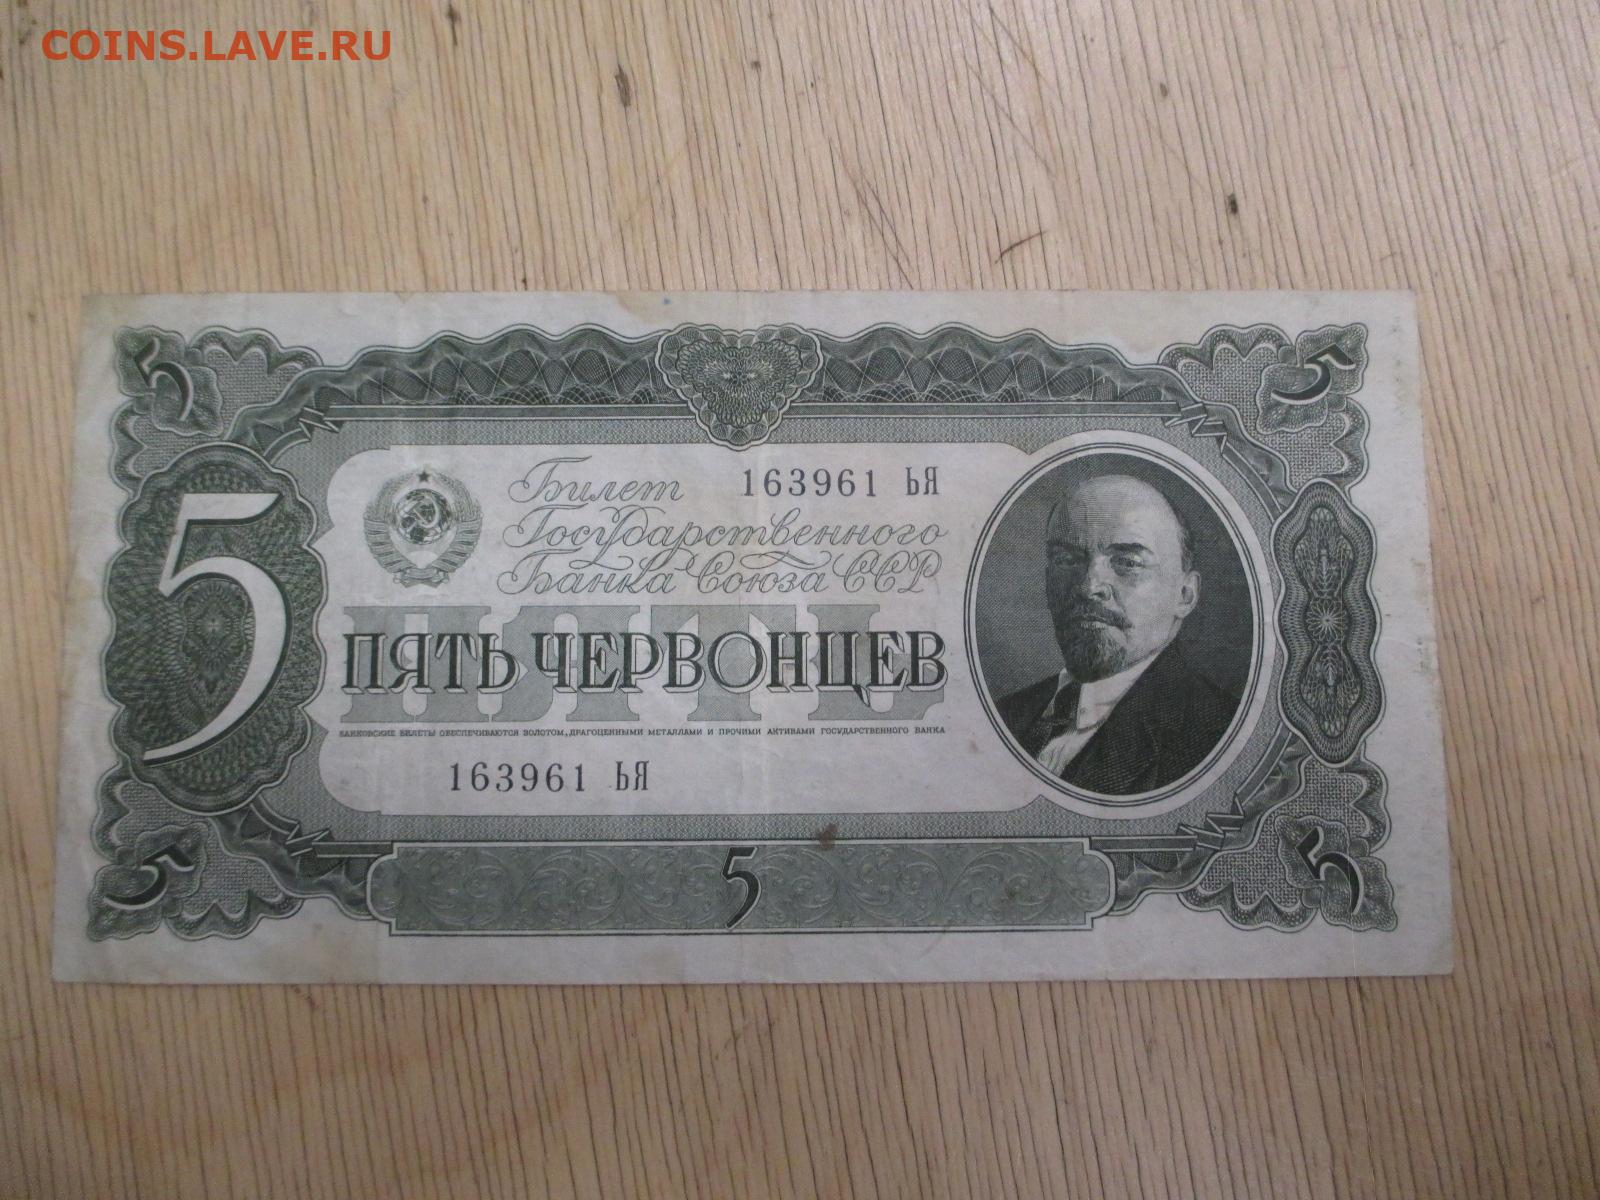 COINS.LAVE.RU
5 5
Билет 163961 ЬЯ
Государственного
Банка Союза ССР
5
ПЯТЬ
ПЯТЬ ЧЕРВОНЦЕВ
БАНКОВСКИЕ БИЛЕТЫ ОБЕСПЕЧИВАЮТСЯ ЗОЛОТОМ, ДРАГОЦЕННЫМИ МЕТАЛЛАМИ И ПРОЧИМИ АКТИВАМИ ГОСУДАРСТВЕННОГО БАНКА
163961 ЬЯ
5 5 5